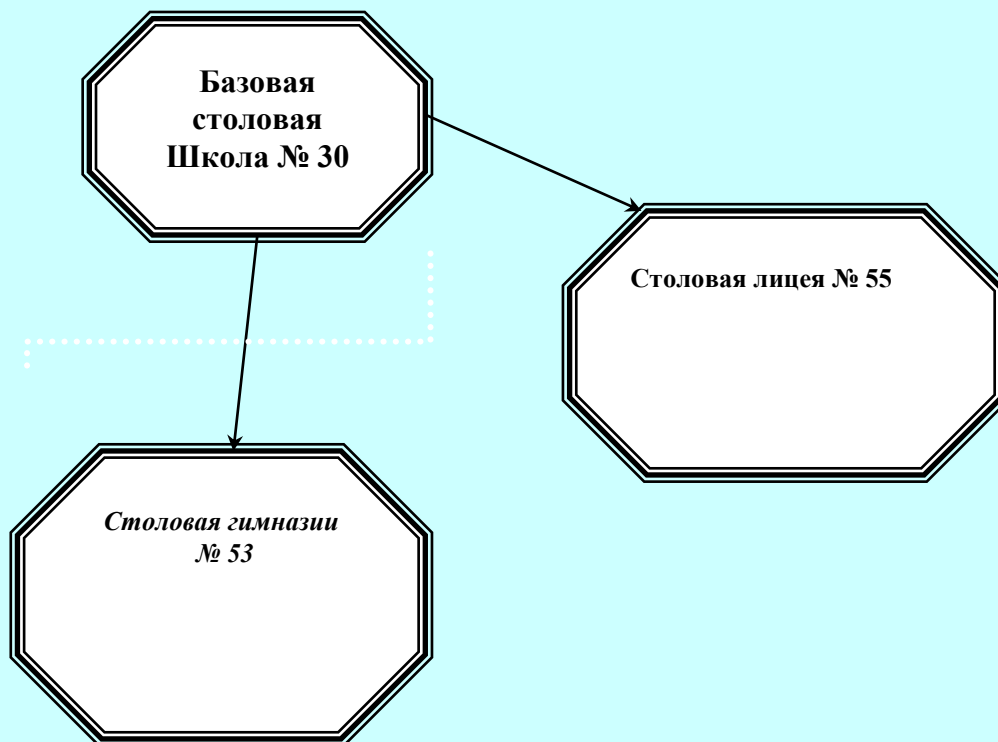 Базовая
столовая
Школа № 30
Столовая лицея № 55
Столовая гимназии
№ 53